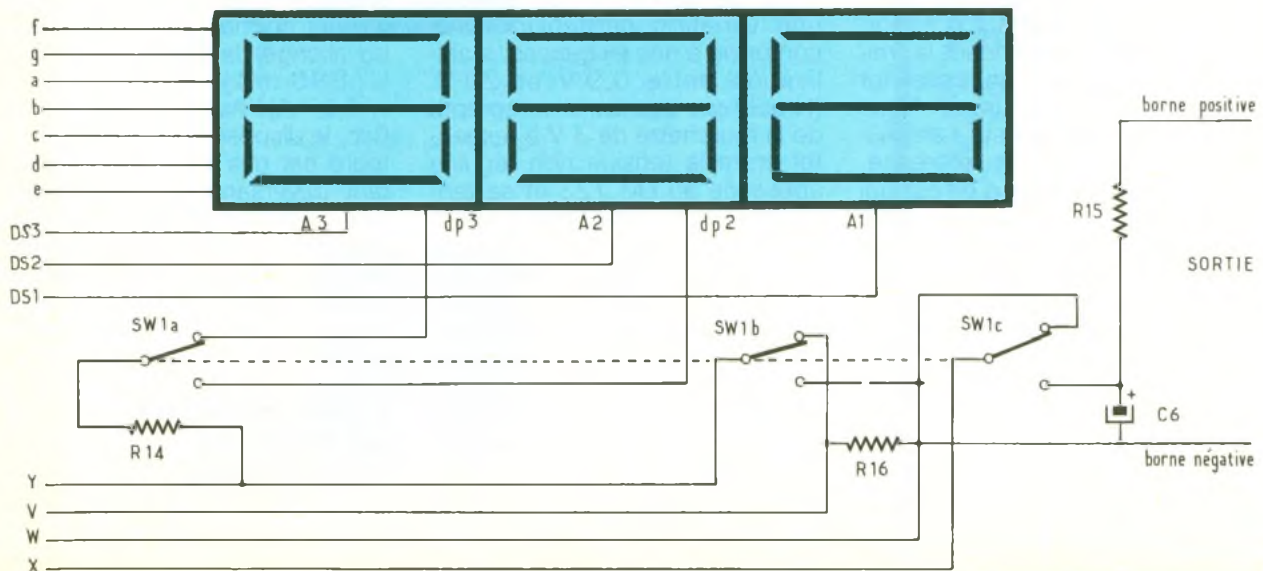 f
g
a
b
c
d
e
A3 dp3 A2 dp2 A1
DS3
DS2
DS1
borne positive
R15
SORTIE
SW1a SW1b SW1c
+
C6
R14
R16
borne négative
Y
V
W
X